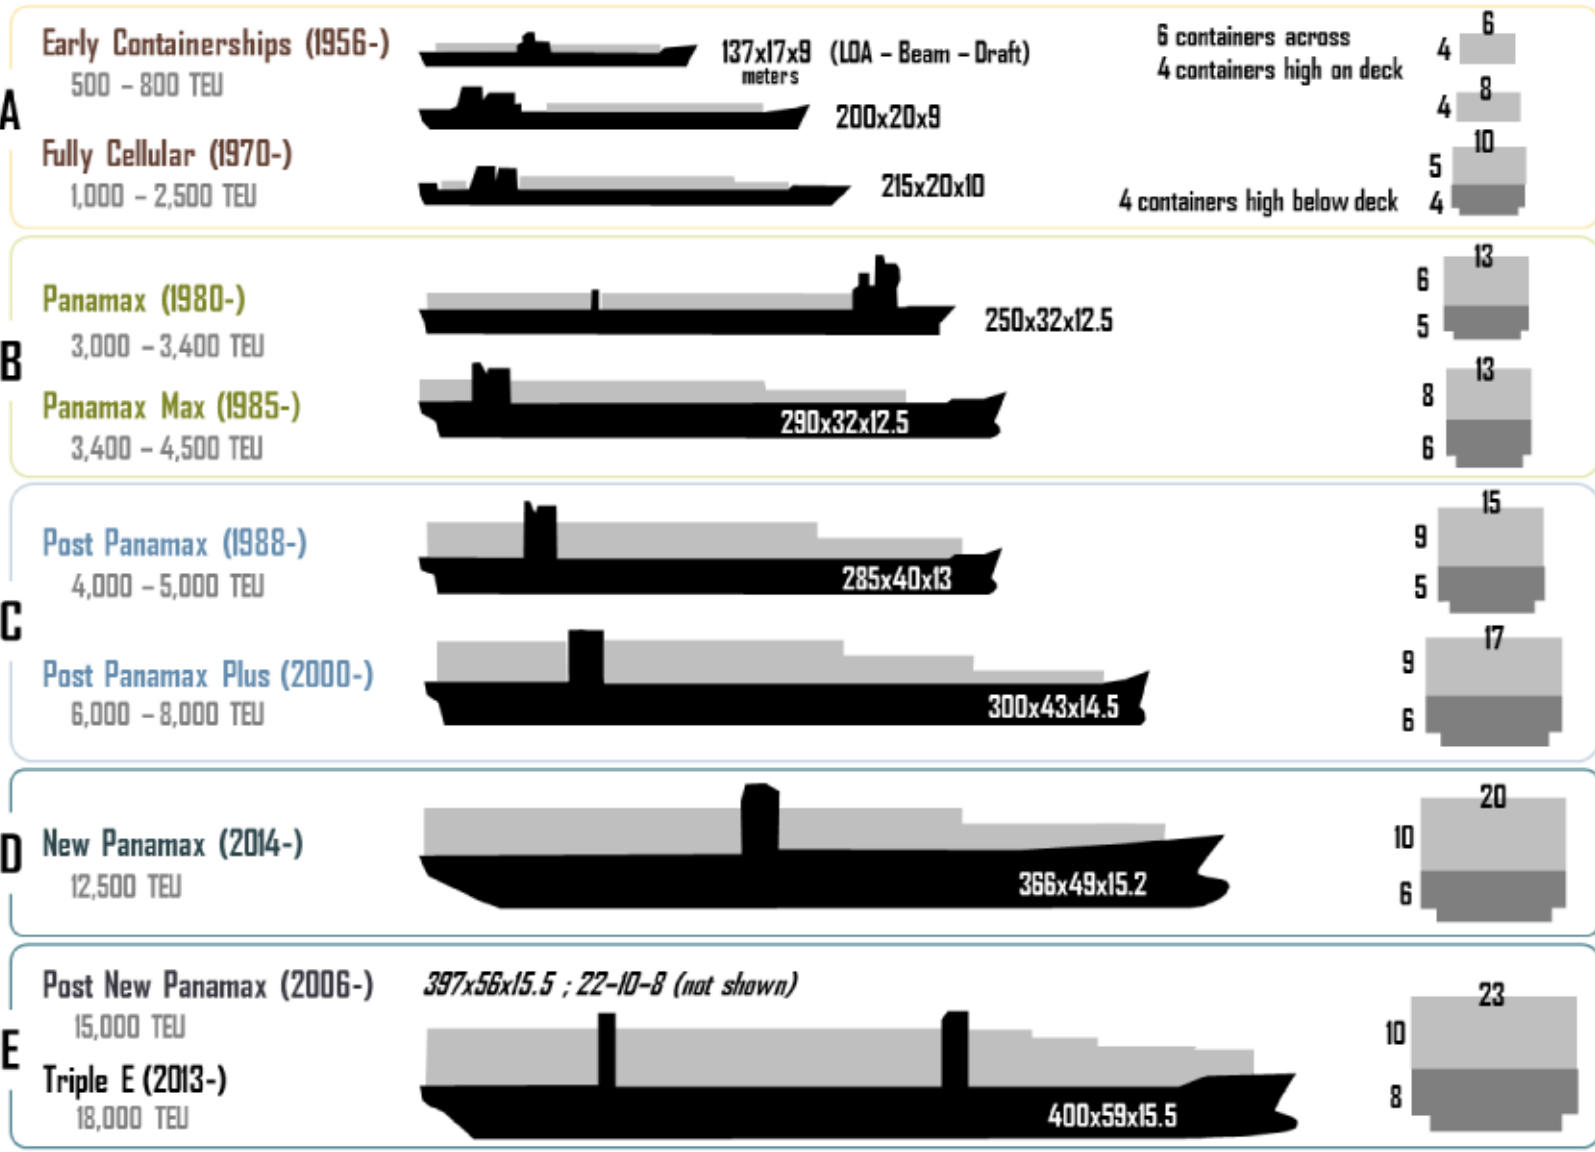 A
Early Containerships (1956-)
500 – 800 TEU
137x17x9 (LOA – Beam – Draft)
meters
6 containers across
4 containers high on deck
6
4
200x20x9
8
4
Fully Cellular (1970-)
1,000 – 2,500 TEU
215x20x10
4 containers high below deck
10
5
4
B
Panamax (1980-)
3,000 – 3,400 TEU
250x32x12.5
13
6
5
Panamax Max (1985-)
3,400 – 4,500 TEU
290x32x12.5
13
8
6
C
Post Panamax (1988-)
4,000 – 5,000 TEU
285x40x13
15
9
5
Post Panamax Plus (2000-)
6,000 – 8,000 TEU
300x43x14.5
17
9
6
D
New Panamax (2014-)
12,500 TEU
366x49x15.2
20
10
6
E
Post New Panamax (2006-)
15,000 TEU
397x56x15.5 ; 22-10-8 (not shown)
Triple E (2013-)
18,000 TEU
400x59x15.5
23
10
8